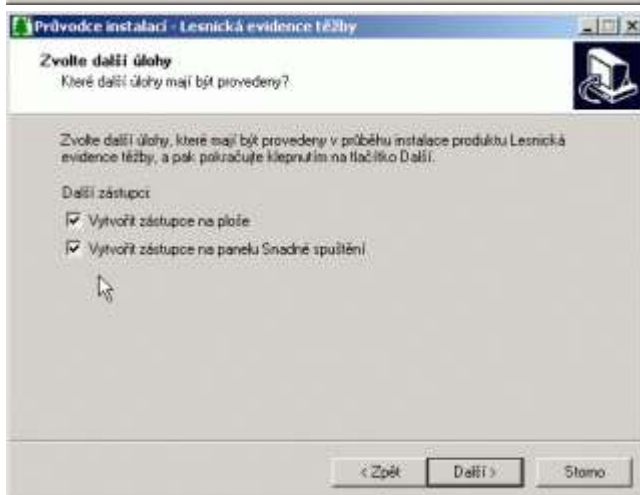 Průvodce instalací - Lesnická evidence těžby
Zvolte další úlohy
Které další úlohy mají být provedeny?
Zvolte další úlohy, které mají být provedeny v průběhu instalace produktu Lesnická
evidence těžby, a pak pokračujte klepnutím na tlačítko Další.
Další zástupci
Vytvořit zástupce na ploše
Vytvořit zástupce na panelu Snadné spuštění
< Zpět
Další >
Storno